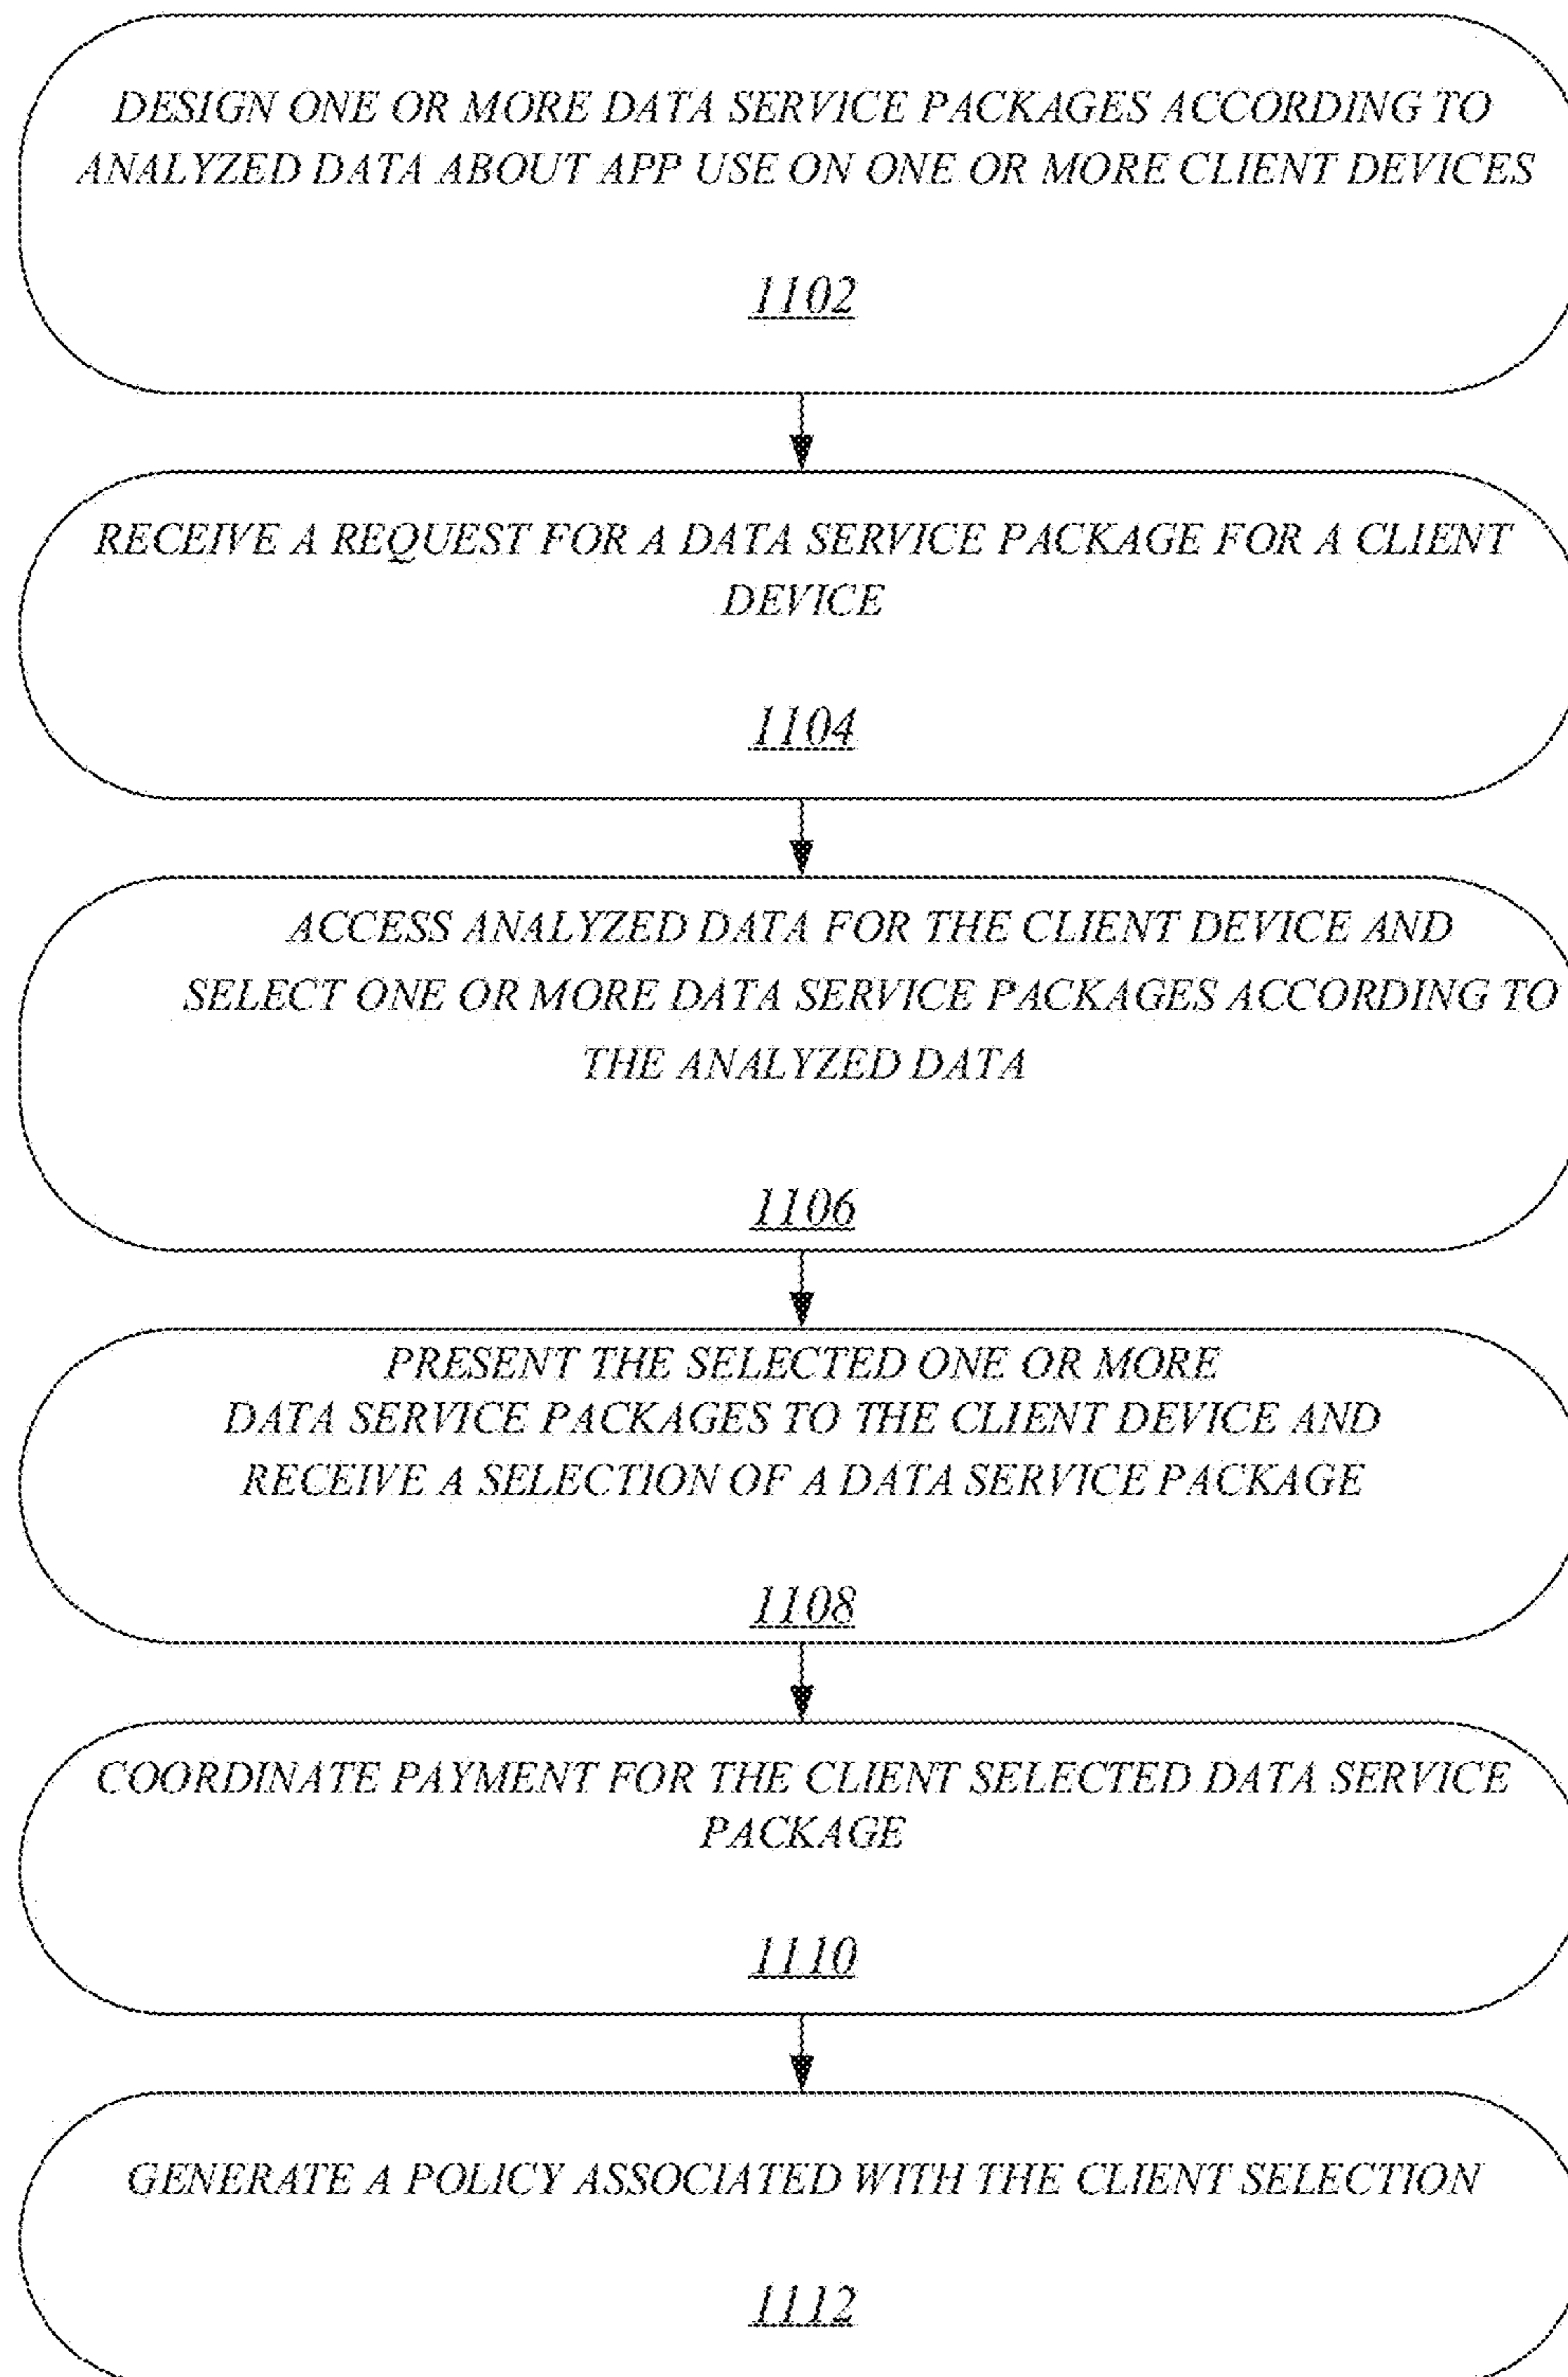 DESIGN ONE OR MORE DATA SERVICE PACKAGES ACCORDING TO
ANALYZED DATA ABOUT APP USE ON ONE OR MORE CLIENT DEVICES
1102
RECEIVE A REQUEST FOR A DATA SERVICE PACKAGE FOR A CLIENT
DEVICE
1104
ACCESS ANALYZED DATA FOR THE CLIENT DEVICE AND
SELECT ONE OR MORE DATA SERVICE PACKAGES ACCORDING TO
THE ANALYZED DATA
1106
PRESENT THE SELECTED ONE OR MORE
DATA SERVICE PACKAGES TO THE CLIENT DEVICE AND
RECEIVE A SELECTION OF A DATA SERVICE PACKAGE
1108
COORDINATE PAYMENT FOR THE CLIENT SELECTED DATA SERVICE
PACKAGE
1110
GENERATE A POLICY ASSOCIATED WITH THE CLIENT SELECTION
1112